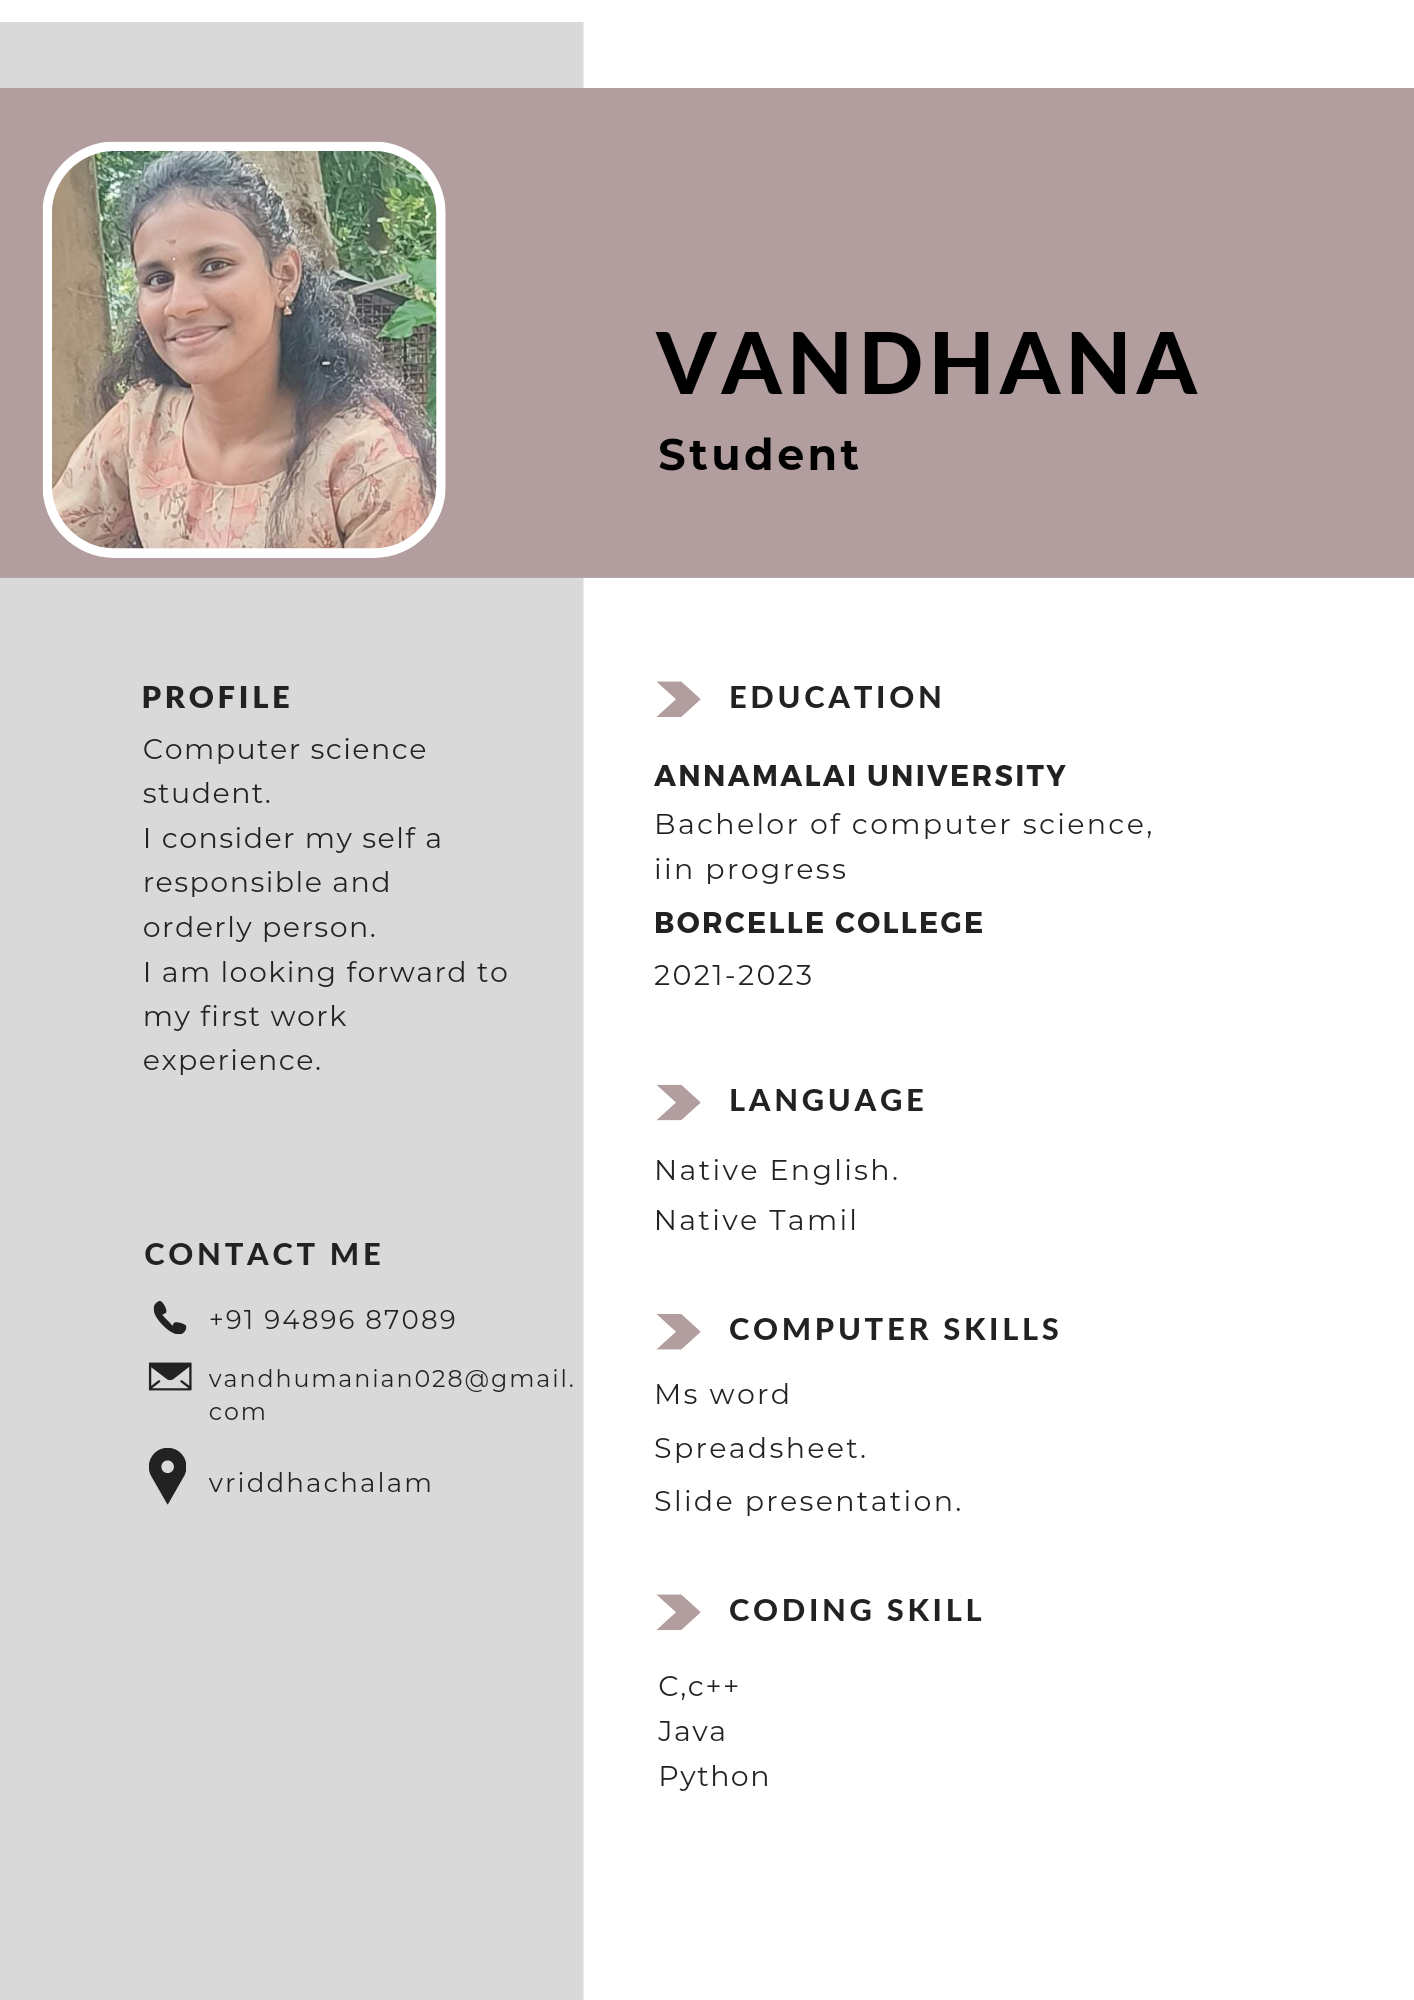 VANDHANA
Student
PROFILE
Computer science
student.
I consider my self a
responsible and
orderly person.
I am looking forward to
my first work
experience.
CONTACT ME
+91 94896 87089
vandhumanian028@gmail.
com
vriddhachalam
EDUCATION
ANNAMALAI UNIVERSITY
Bachelor of computer science,
iin progress
BORCELLE COLLEGE
2021-2023
LANGUAGE
Native English.
Native Tamil
COMPUTER SKILLS
Ms word
Spreadsheet.
Slide presentation.
CODING SKILL
C,c++
Java
Python